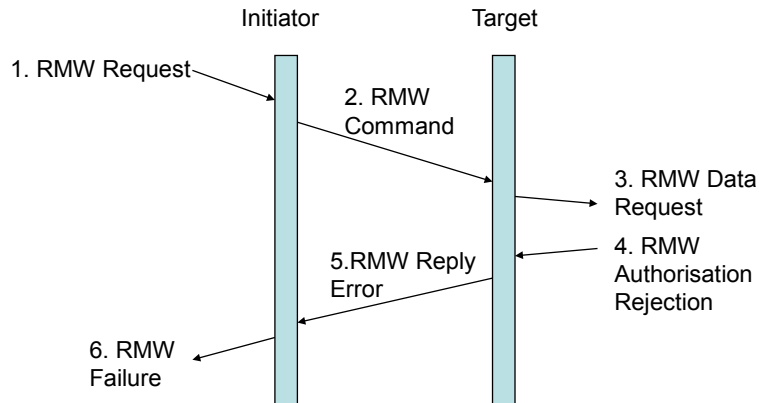 Initiator
Target
1. RMW Request
2. RMW
Command
3. RMW Data
Request
4. RMW
Authorisation
Rejection
5.RMW Reply
Error
6. RMW
Failure